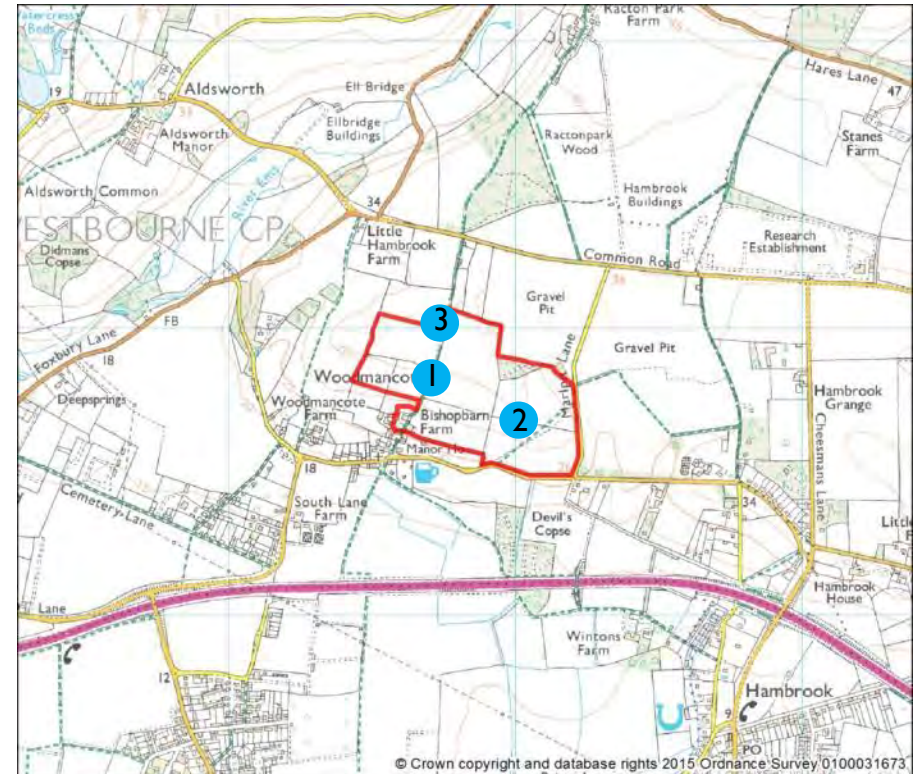 Watercress
Beds
19
Aldsworth
Aldsworth
Manor
Ell Bridge
Ellbridge
Buildings
Racton Park
Farm
Hares Lane
47
Stanes
Farm
Ractonpark
Wood
Hambrook
Buildings
Aldsworth Common
River Ems
WESTBOURNE CP
Didmans
Copse
34
Little
Hambrook
Farm
Common Road
Research
Establishment
Gravel
Pit
Gravel Pit
3
Foxbury Lane
FB
18
Deepsprings
Woodmancote
1
Woodmancote
Farm
Bishopbarn
Farm
2
Manor Ho
Lane
Hambrook
Grange
Cheesmans Lane
18
Cemetery Lane
South Lane
Farm
Devil's
Copse
34
Hambrook
House
Lane
Wintons
Farm
12
Hambrook
9
PO
© Crown copyright and database rights 2015 Ordnance Survey 0100031673